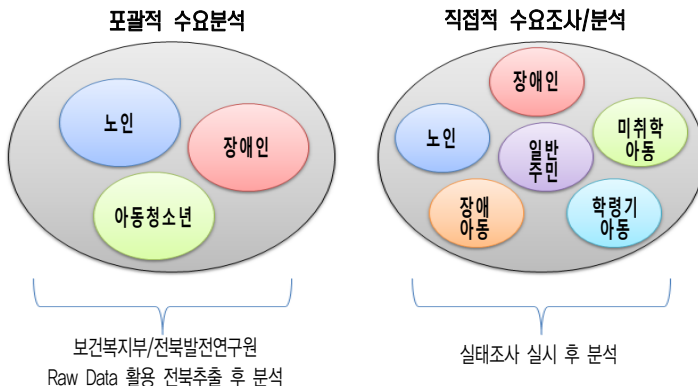 포괄적 수요분석
노인
장애인
아동청소년
보건복지부/전북발전연구원
Raw Data 활용 전북추출 후 분석
직접적 수요조사/분석
장애인
노인
일반
주민
미취학
아동
장애
아동
학령기
아동
실태조사 실시 후 분석